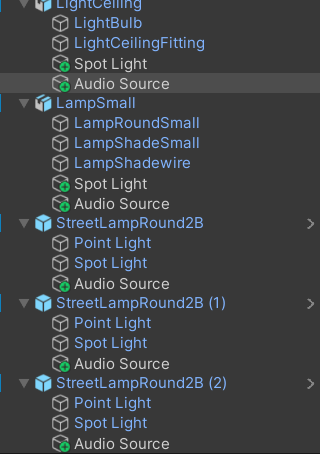 LightCeiling
LightBulb
LightCeilingFitting
Spot Light
Audio Source
LampSmall
LampRoundSmall
LampShadeSmall
LampShadewire
Spot Light
Audio Source
StreetLampRound2B
Point Light
Spot Light
Audio Source
StreetLampRound2B (1)
Point Light
Spot Light
Audio Source
StreetLampRound2B (2)
Point Light
Spot Light
Audio Source